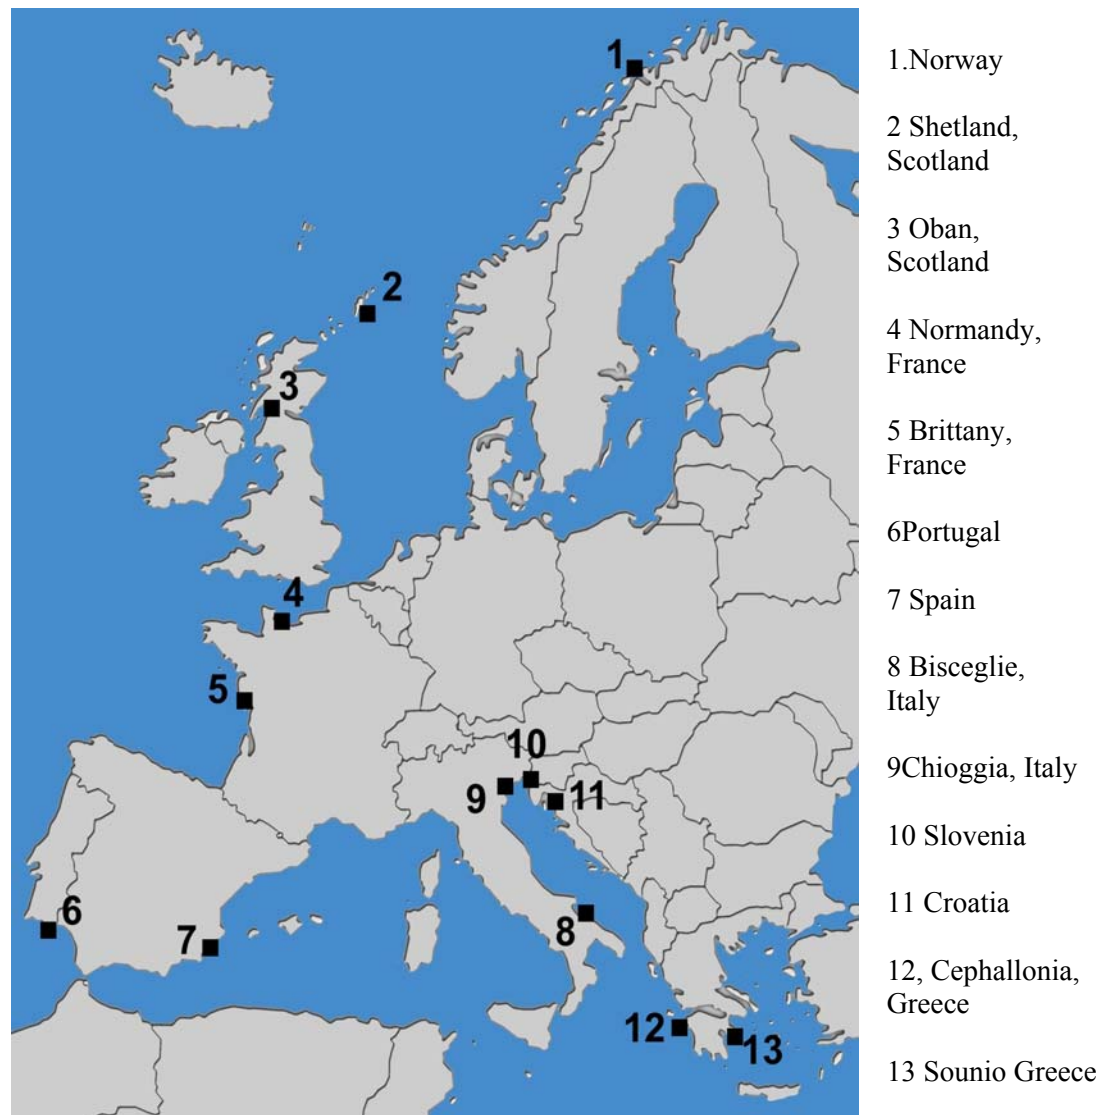 1
2
3
4
5
6
7
8
9
10
11
12
13
1.Norway
2 Shetland,
Scotland
3 Oban,
Scotland
4 Normandy,
France
5 Brittany,
France
6Portugal
7 Spain
8 Bisceglie,
Italy
9Chioggia, Italy
10 Slovenia
11 Croatia
12, Cephallonia,
Greece
13 Sounio Greece